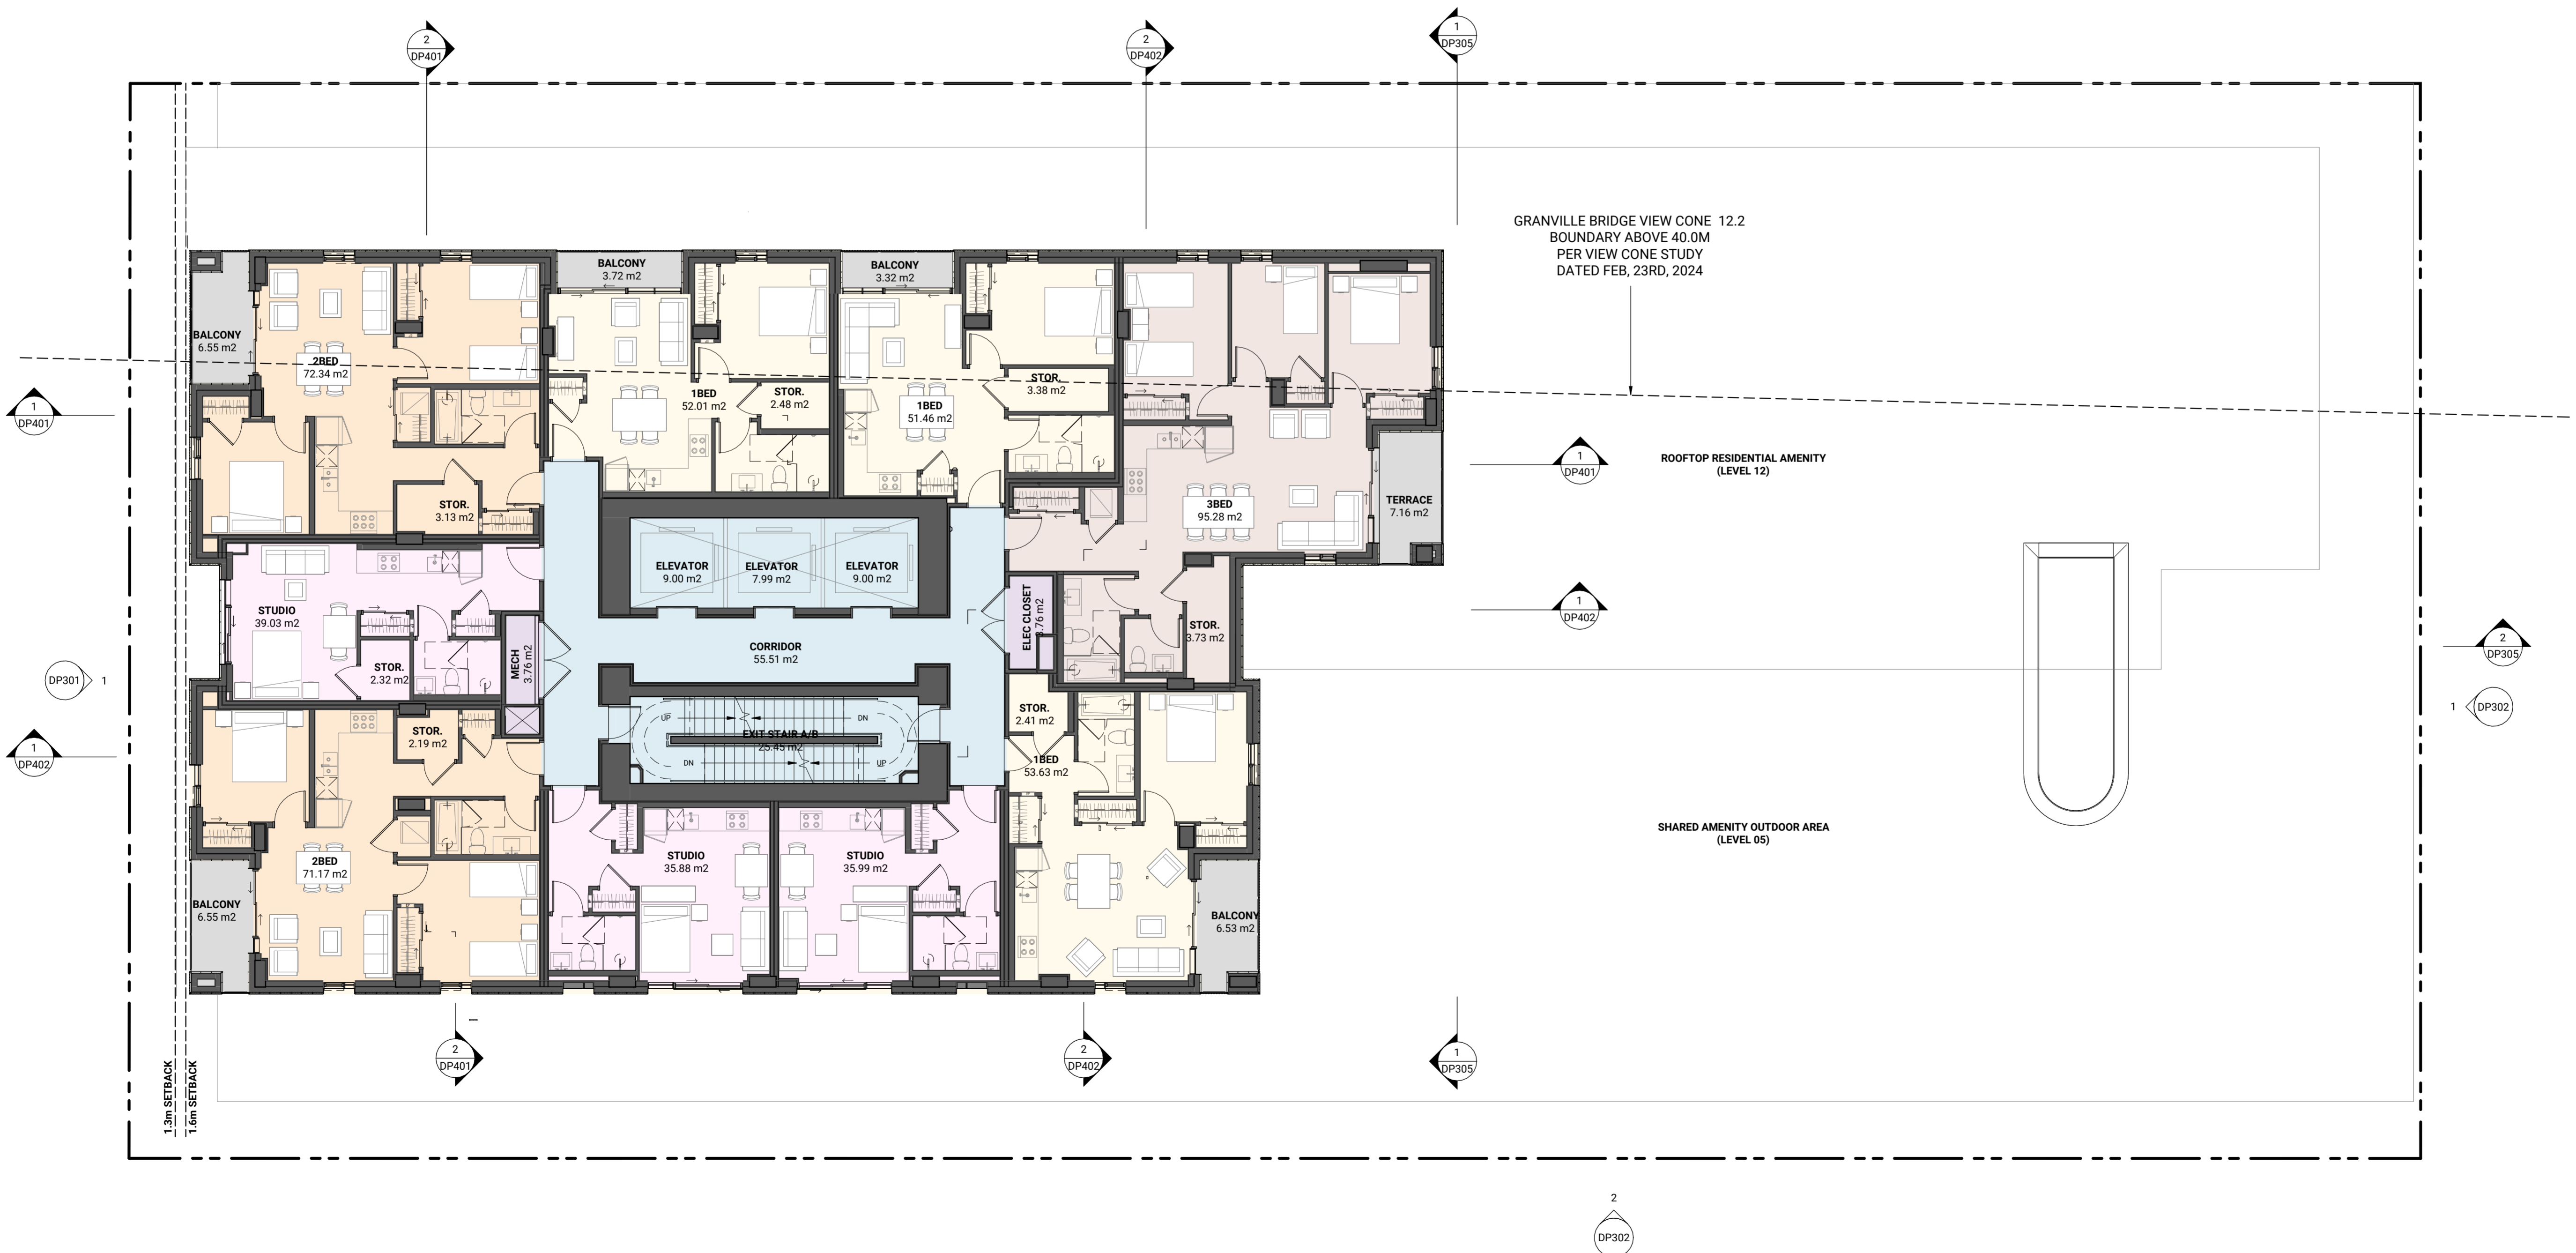 2
DP401
2
DP402
1
DP305
GRANVILLE BRIDGE VIEW CONE 12.2
BOUNDARY ABOVE 40.0M
PER VIEW CONE STUDY
DATED FEB, 23RD, 2024
BALCONY
3.72 m2
BALCONY
3.32 m2
BALCONY
6.55 m2
2BED
72.34 m2
1BED
52.01 m2
STOR.
2.48 m2
1BED
51.46 m2
STOR.
3.38 m2
1
DP401
1
DP401
ROOFTOP RESIDENTIAL AMENITY
(LEVEL 12)
STOR.
3.13 m2
3BED
95.28 m2
TERRACE
7.16 m2
ELEVATOR
9.00 m2
ELEVATOR
7.99 m2
ELEVATOR
9.00 m2
STUDIO
39.03 m2
ELEC CLOSET
3.76 m2
1
DP402
STOR.
3.73 m2
CORRIDOR
55.51 m2
MECH
3.76 m2
STOR.
2.32 m2
2
DP305
DP301
1
1
DP302
STOR.
2.41 m2
UP
DN
EXIT STAIR A/B
25.45 m2
DN
UP
STOR.
2.19 m2
1
DP402
1BED
53.63 m2
SHARED AMENITY OUTDOOR AREA
(LEVEL 05)
2BED
71.17 m2
STUDIO
35.88 m2
STUDIO
35.99 m2
BALCONY
6.55 m2
BALCONY
6.53 m2
2
DP401
2
DP402
1
DP305
1.3m SETBACK
1.6m SETBACK
2
DP302